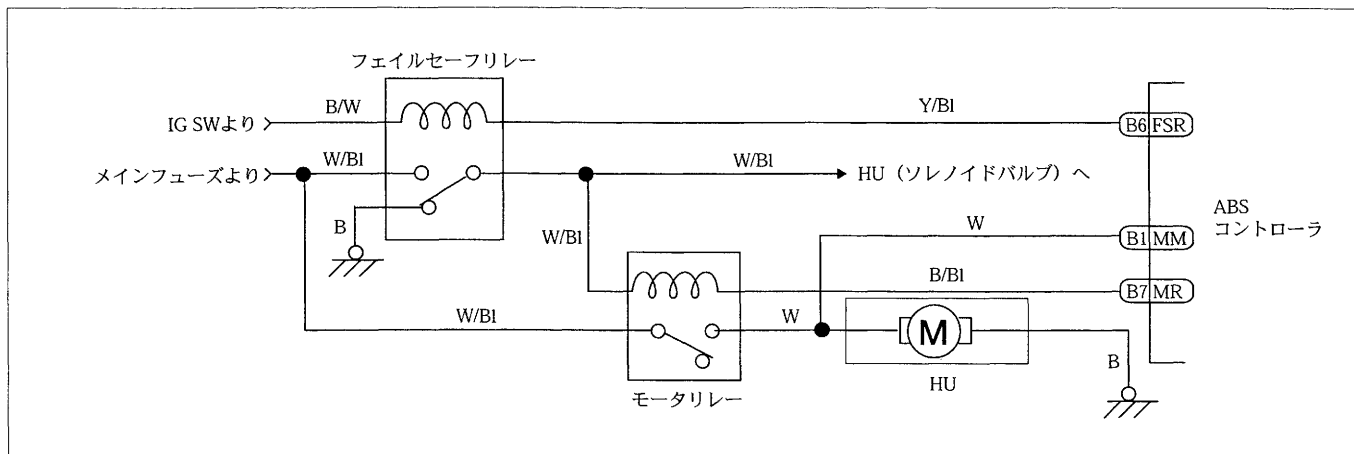 フェイルセーフリレー
B/W
Y/Bl
IG SWより
B6 FSR
W/Bl
W/Bl
メインフューズより
HU（ソレノイドバルブ）へ
B
W/Bl
W
B1 MM
ABS
コントローラ
B/Bl
B7 MR
W/Bl
W
M
B
HU
モータリレー